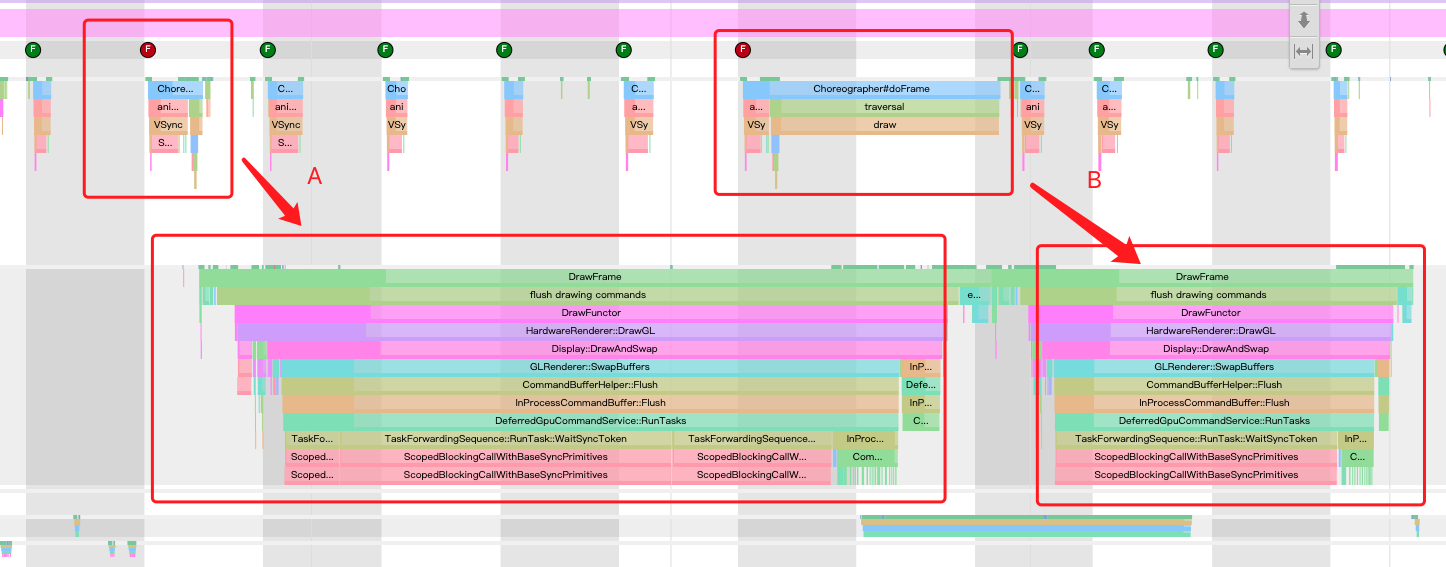 F F F F F F F F F F F
Chore... C... Cho C... Choreographer#doFrame C... C...
ani... ani... ani a... a... traversal ani a...
VSync VSync VSy VSy VSy draw VSy VSy
S... S...
A
B
DrawFrame DrawFrame
flush drawing commands e... flush drawing commands
DrawFunctor DrawFunctor
HardwareRenderer::DrawGL HardwareRenderer::DrawGL
Display::DrawAndSwap Display::DrawAndSwap
GLRenderer::SwapBuffers InP... GLRenderer::SwapBuffers
CommandBufferHelper::Flush Defe... CommandBufferHelper::Flush
InProcessCommandBuffer::Flush InP... InProcessCommandBuffer::Flush
DeferredGpuCommandService::RunTasks C... DeferredGpuCommandService::RunTasks
TaskFo... TaskForwardingSequence::RunTask::WaitSyncToken TaskForwardingSequence... InProc... TaskForwardingSequence::RunTask::WaitSyncToken InP...
Scoped... ScopedBlockingCallWithBaseSyncPrimitives ScopedBlockingCallW... Com... ScopedBlockingCallWithBaseSyncPrimitives C...
Scoped... ScopedBlockingCallWithBaseSyncPrimitives ScopedBlockingCallW... ScopedBlockingCallWithBaseSyncPrimitives